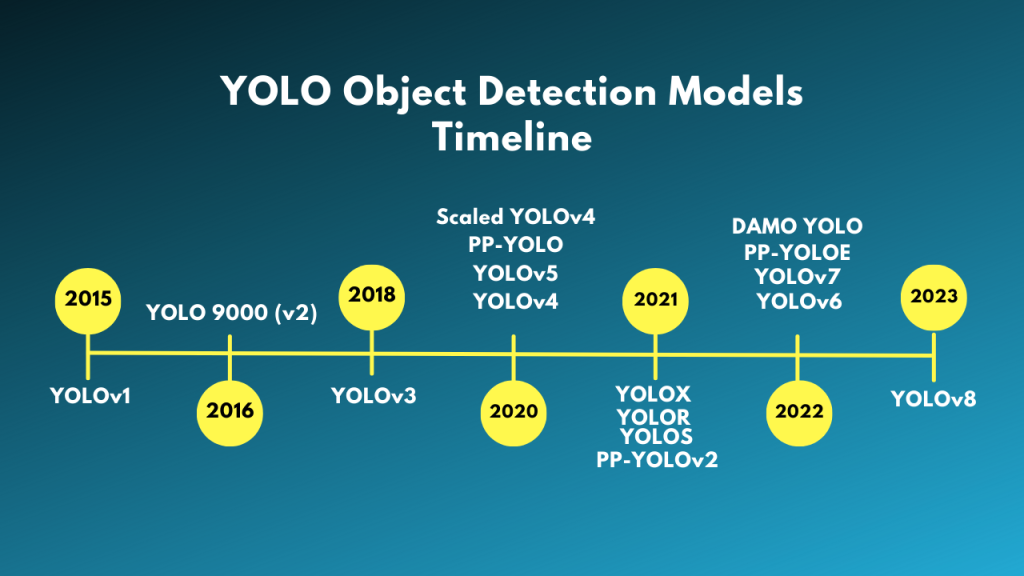 YOLO Object Detection Models
Timeline
2015
YOLOv1
YOLO 9000 (v2)
2016
2018
YOLOv3
Scaled YOLOv4
PP-YOLO
YOLOv5
YOLOv4
2020
2021
YOLOX
YOLOR
YOLOS
PP-YOLOv2
DAMO YOLO
PP-YOLOE
YOLOv7
YOLOv6
2022
2023
YOLOv8